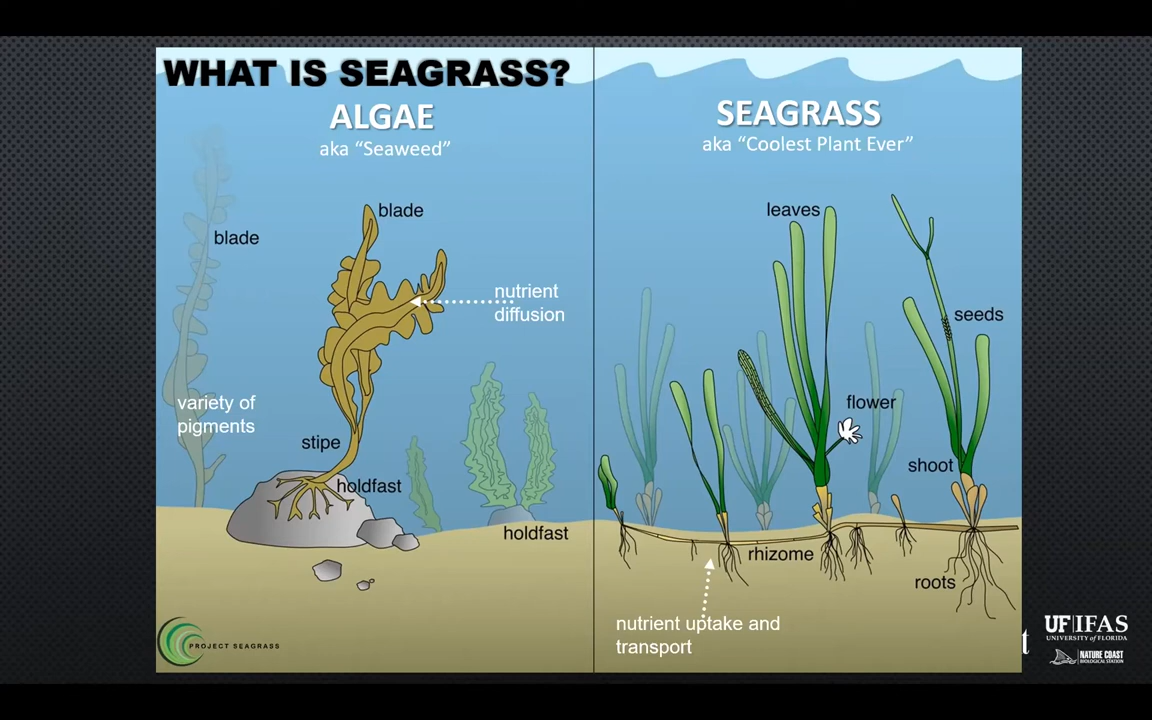 WHAT IS SEAGRASS?
ALGAE
aka “Seaweed”
blade
blade
nutrient
diffusion
variety of
pigments
stipe
holdfast
holdfast
PROJECT SEAGRASS
SEAGRASS
aka “Coolest Plant Ever”
leaves
seeds
flower
shoot
rhizome
roots
nutrient uptake and
transport
t
UF|IFAS
UNIVERSITY of FLORIDA
NATURE COAST
BIOLOGICAL STATION